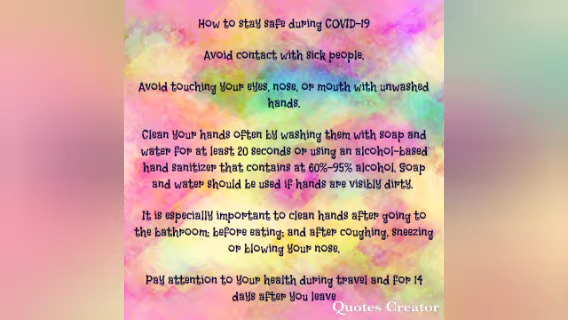 How to stay safe during COVID-19
Avoid contact with sick people.
Avoid touching your eyes, nose, or mouth with unwashed
hands.
Clean your hands often by washing them with soap and
water for at least 20 seconds or using an alcohol-based
hand sanitizer that contains at 60%-95% alcohol. Soap
and water should be used if hands are visibly dirty.
It is especially important to clean hands after going to
the bathroom; before eating; and after coughing, sneezing
or blowing your nose.
Pay attention to your health during travel and for 14
days after you leave
Quotes Creator